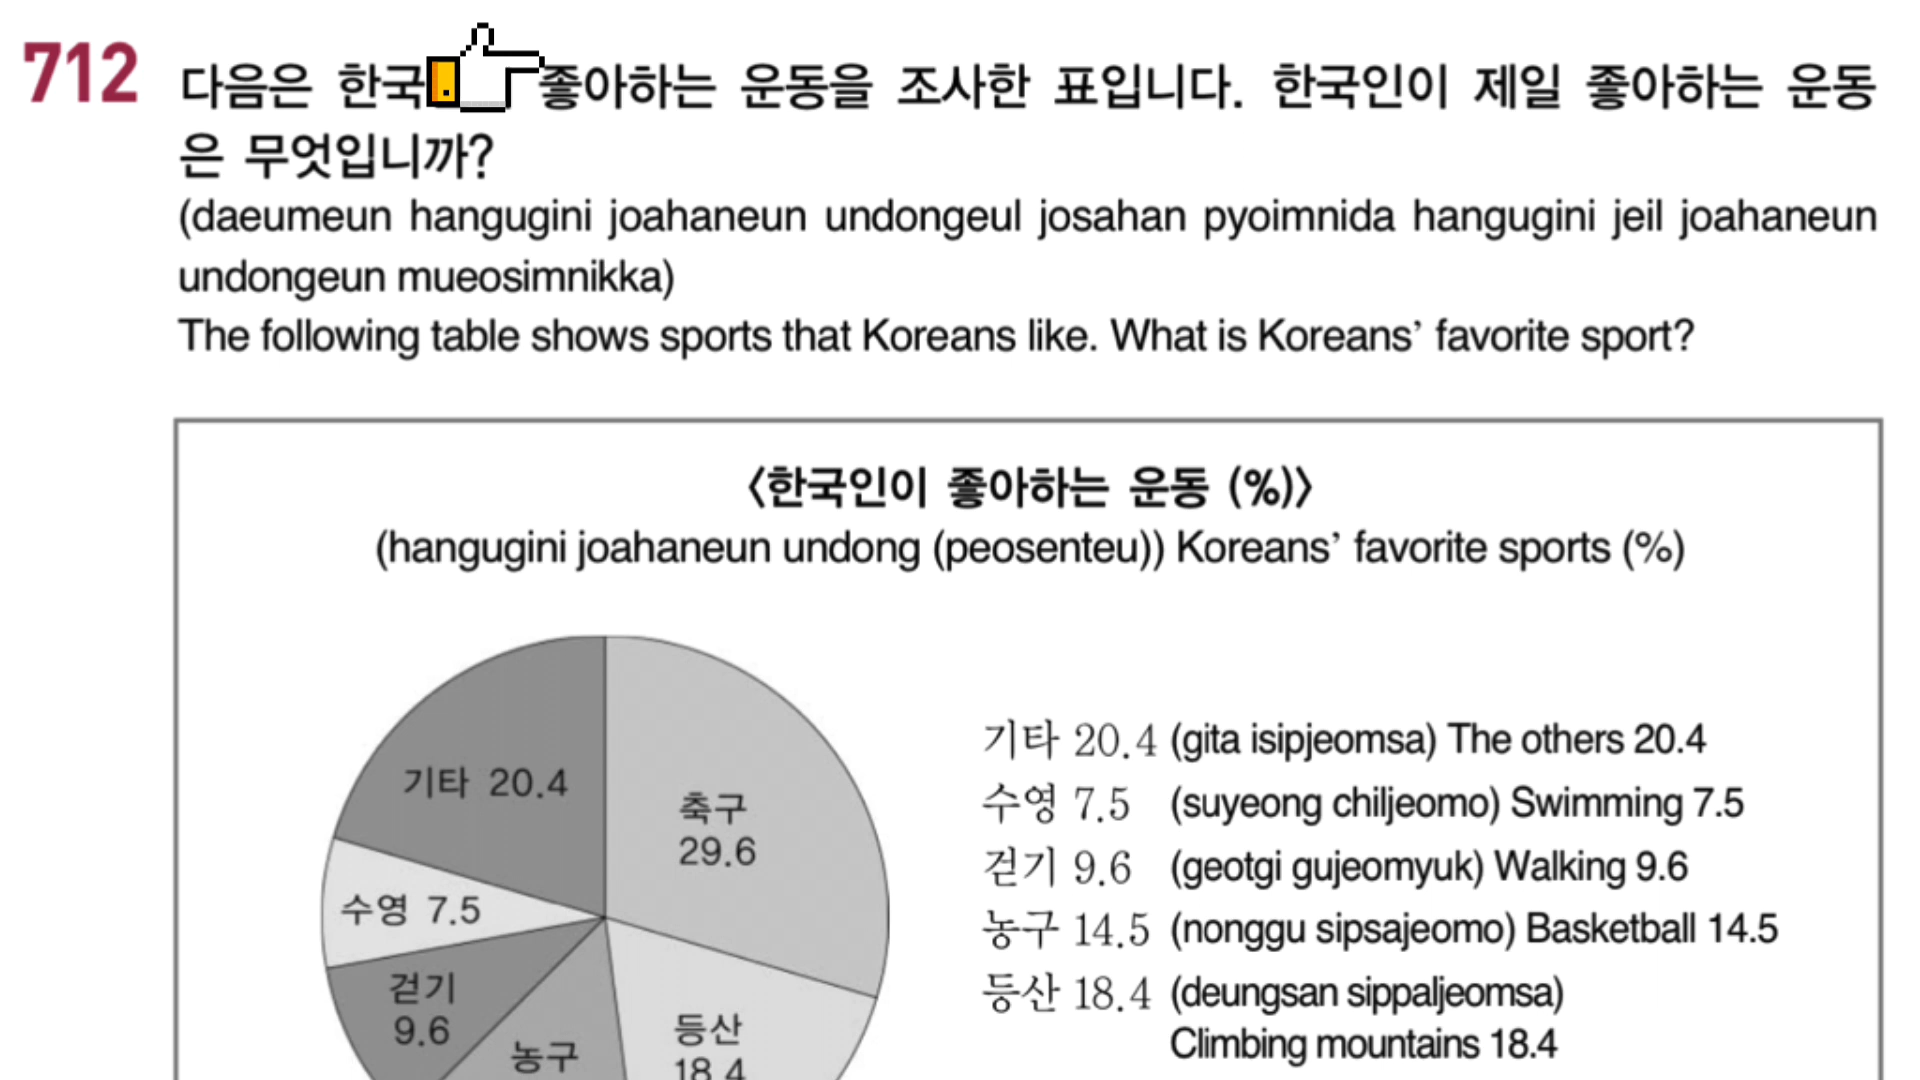 712
다음은 한국 좋아하는 운동을 조사한 표입니다. 한국인이 제일 좋아하는 운동
은 무엇입니까?
(daeumeun hangugini joahaneun undongeul josahan pyoimnida hangugini jeil joahaneun
undongeun mueosimnikka)
The following table shows sports that Koreans like. What is Koreans’ favorite sport?
〈한국인이 좋아하는 운동 (%)〉
(hangugini joahaneun undong (peosenteu)) Koreans’ favorite sports (%)
기타 20.4
축구
29.6
수영 7.5
걷기
9.6
농구
등산
18.4
기타 20.4 (gita isipjeomsa) The others 20.4
수영 7.5 (suyeong chiljeomo) Swimming 7.5
걷기 9.6 (geotgi gujeomyuk) Walking 9.6
농구 14.5 (nonggu sipsajeomo) Basketball 14.5
등산 18.4 (deungsan sippaljeomsa)
Climbing mountains 18.4